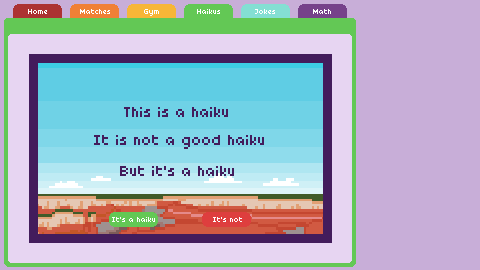 Home
Matches
Gym
Haikus
Jokes
Math
This is a haiku
It is not a good haiku
But it's a haiku
It's a haiku
It's not